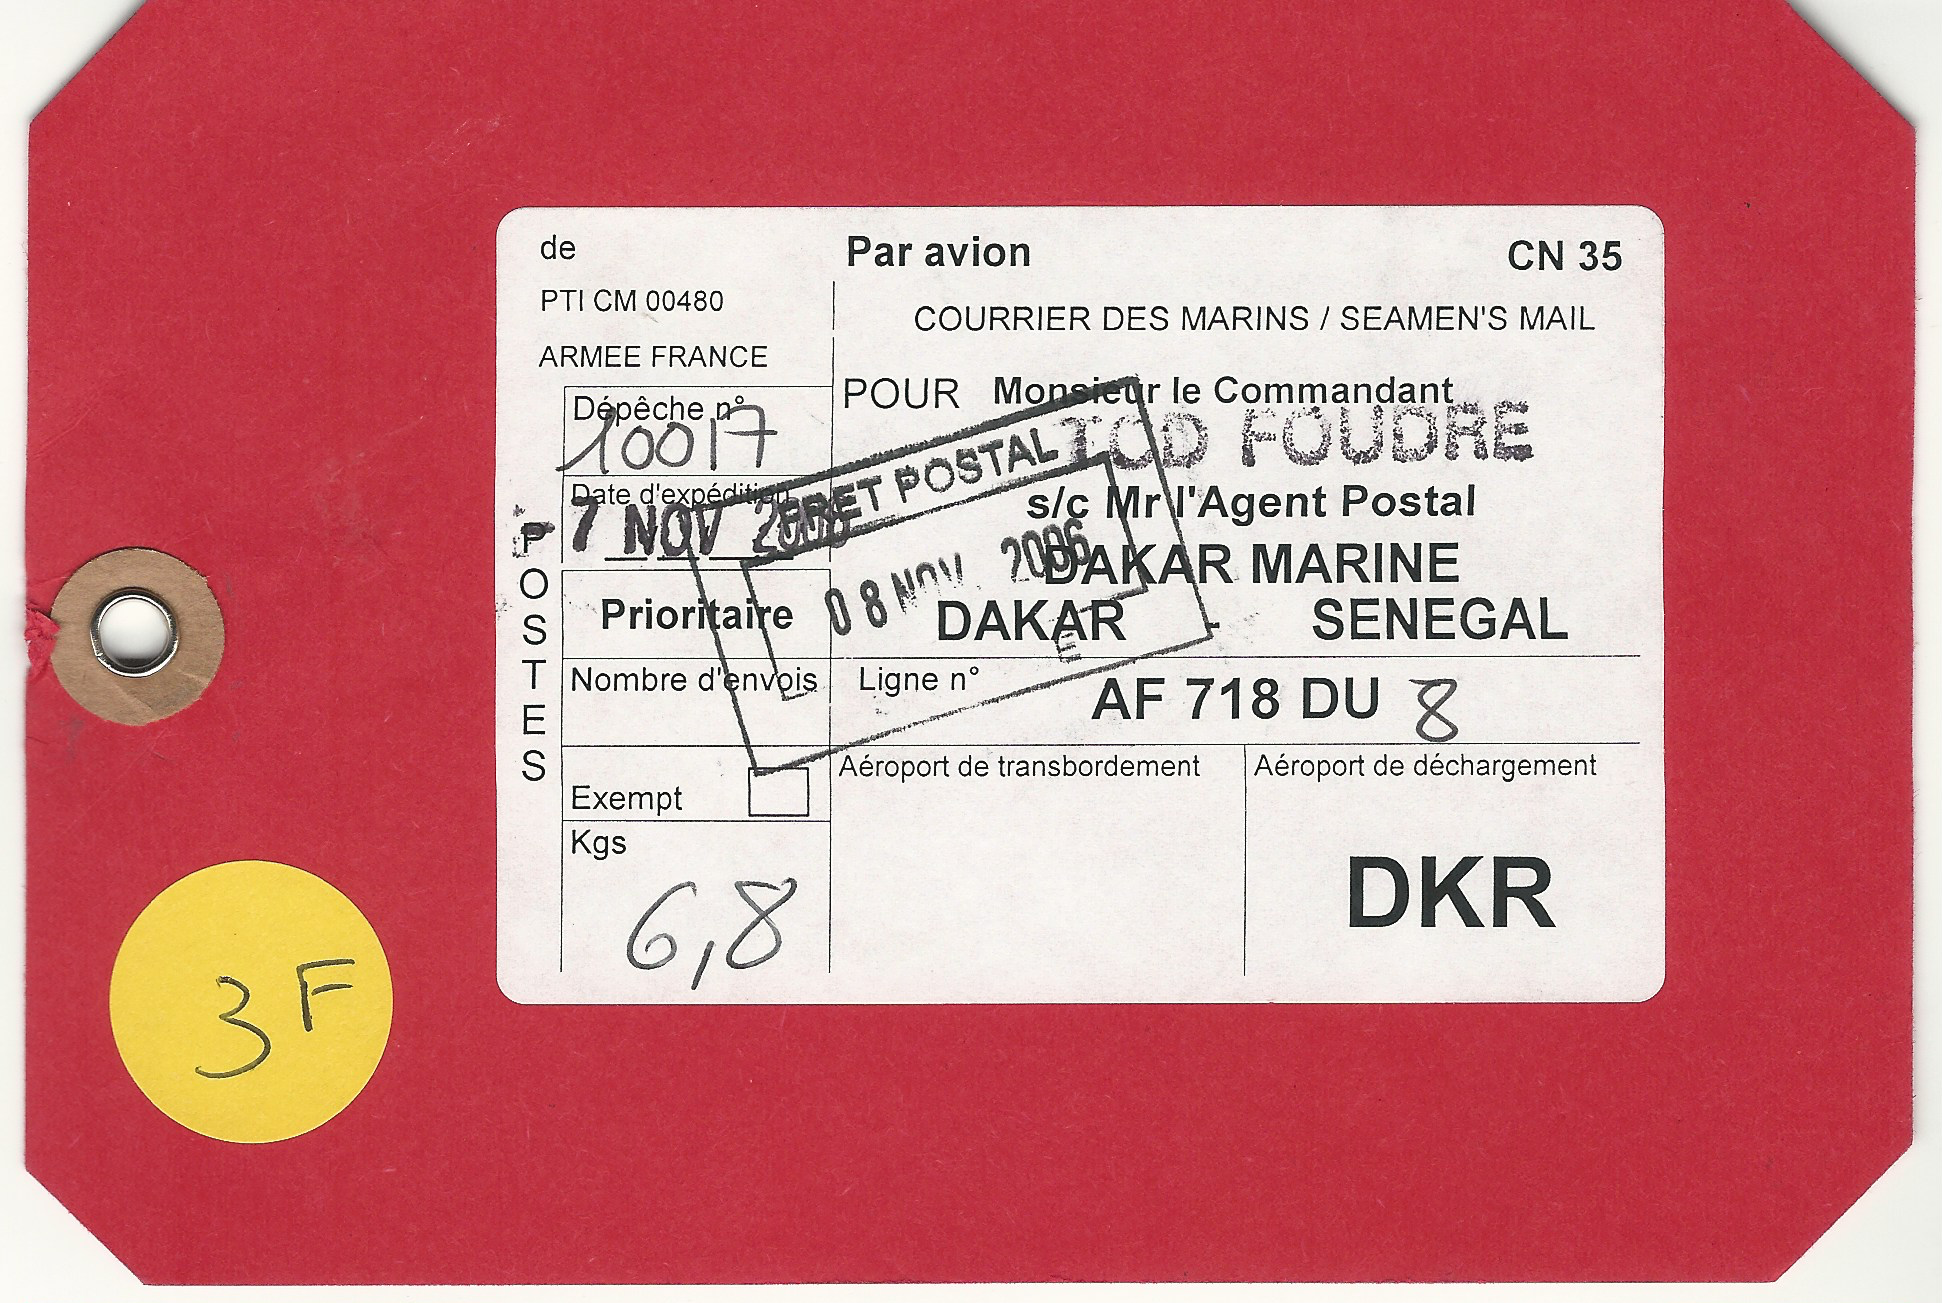 de
Par avion
CN 35
PTI CM 00480
COURRIER DES MARINS / SEAMEN'S MAIL
ARMEE FRANCE
POUR Monsieur le Commandant
TCD FOUDRE
Dépêche n°
10017
s/c Mr l'Agent Postal
Date d'expédition
7 NOV 2006
FRET POSTAL
08 NOV. 2006
E
DAKAR MARINE
DAKAR - SENEGAL
POSTES
Prioritaire
Nombre d'envois
Ligne n°
AF 718 DU 8
Exempt
Aéroport de transbordement
Aéroport de déchargement
Kgs
6,8
DKR
3F